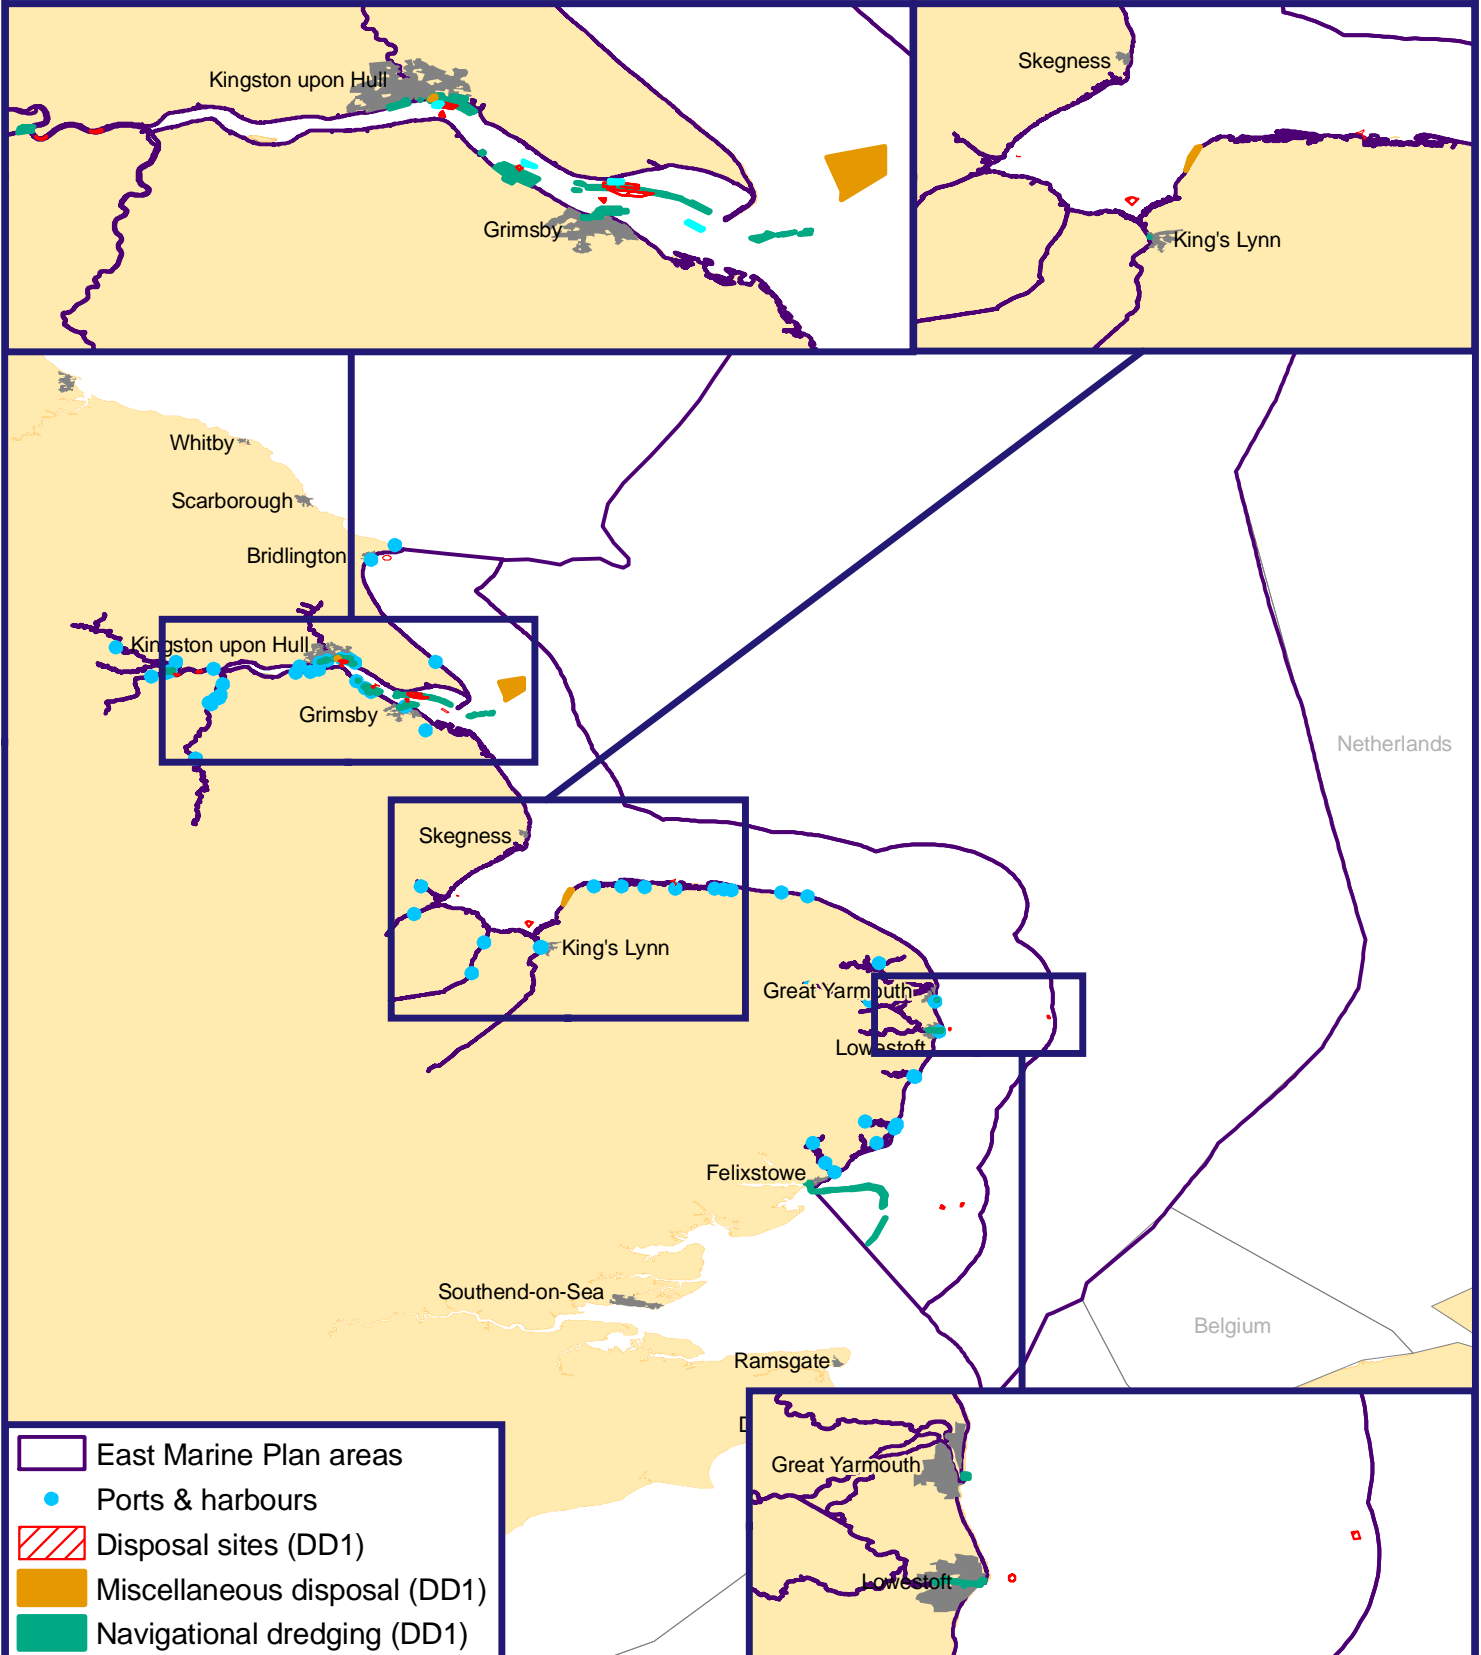 Kingston upon Hull
Grimsby
Skegness
King's Lynn
Whitby
Scarborough
Bridlington
Kingston upon Hull
Grimsby
Netherlands
Skegness
King's Lynn
Great Yarmouth
Lowestoft
Felixstowe
Southend-on-Sea
Belgium
Ramsgate
Great Yarmouth
Lowestoft
East Marine Plan areas
Ports & harbours
Disposal sites (DD1)
Miscellaneous disposal (DD1)
Navigational dredging (DD1)